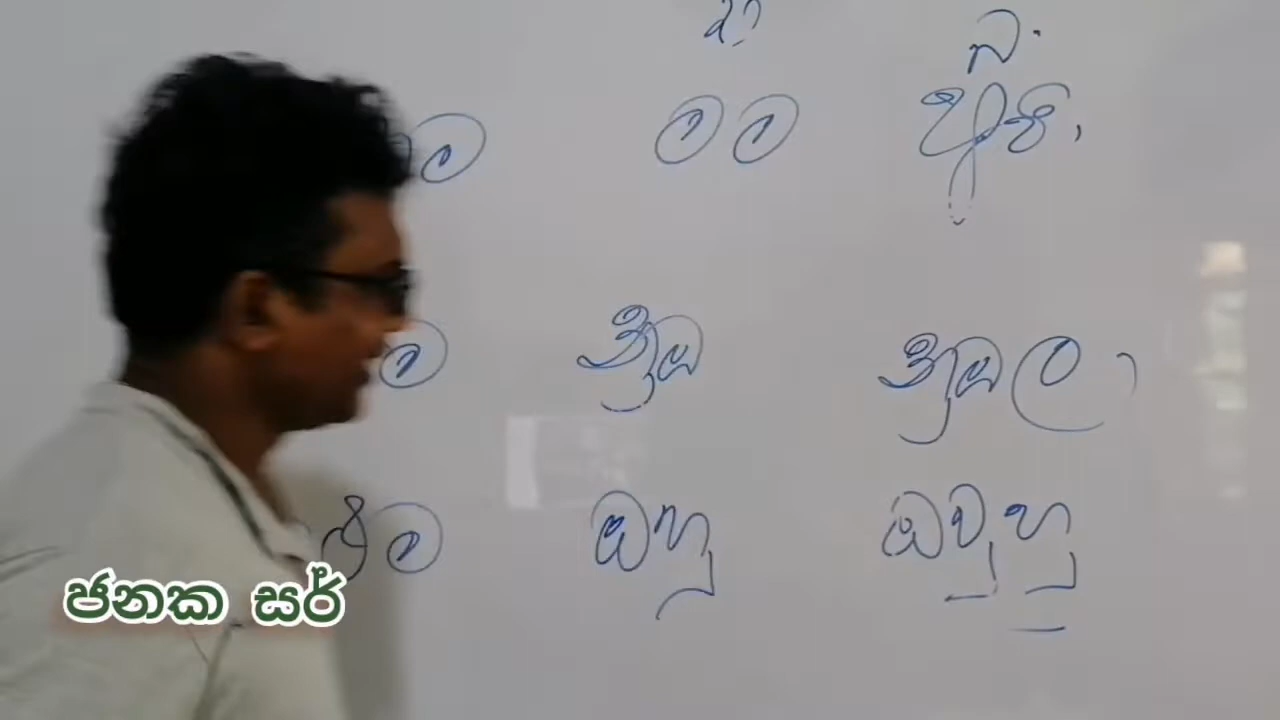 ඒ. බ.
ම මම අපි.
ම නුඹ නුඹලා
ම ඔහු ඔවුහු
ජනක සර්